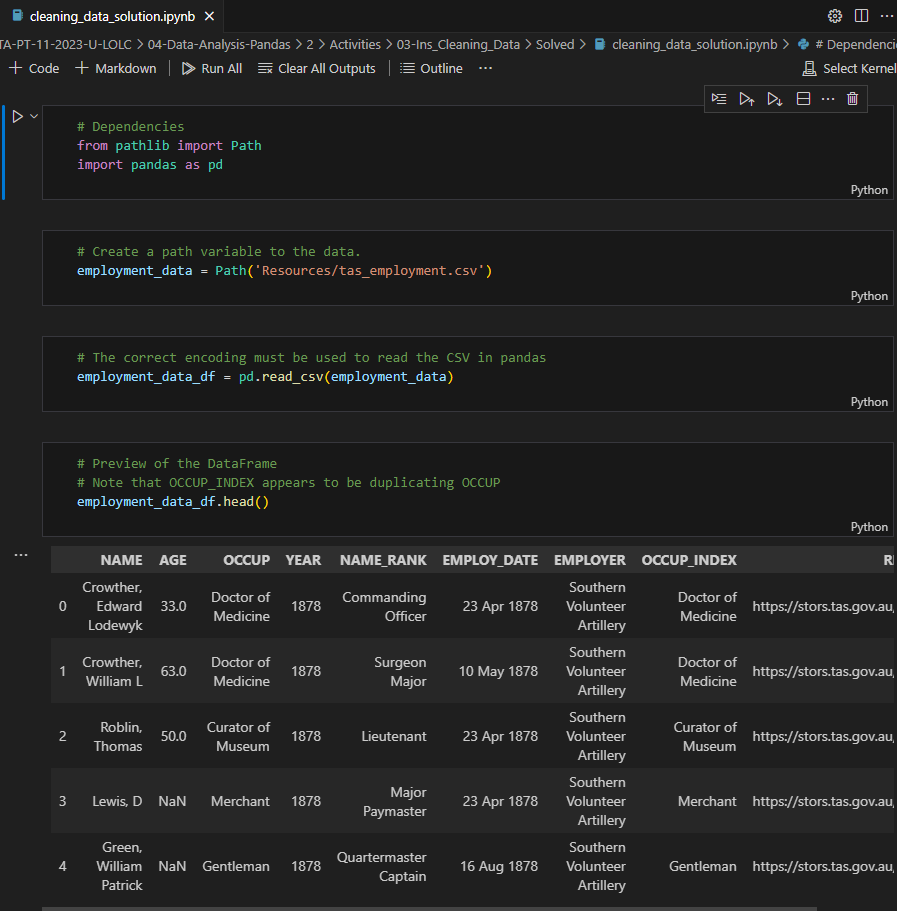 cleaning_data_solution.ipynb
TA-PT-11-2023-U-LOLC > 04-Data-Analysis-Pandas > 2 > Activities > 03-Ins_Cleaning_Data > Solved > cleaning_data_solution.ipynb > # Dependenci
+ Code + Markdown | Run All Clear All Outputs | Outline ... Select Kernel
# Dependencies
from pathlib import Path
import pandas as pd
Python
# Create a path variable to the data.
employment_data = Path('Resources/tas_employment.csv')
Python
# The correct encoding must be used to read the CSV in pandas
employment_data_df = pd.read_csv(employment_data)
Python
# Preview of the DataFrame
# Note that OCCUP_INDEX appears to be duplicating OCCUP
employment_data_df.head()
Python
...
NAME AGE OCCUP YEAR NAME_RANK EMPLOY_DATE EMPLOYER OCCUP_INDEX R
Crowther, Southern
Edward Doctor of Commanding Volunteer Doctor of
0 33.0 1878 23 Apr 1878 https://stors.tas.gov.au,
Lodewyk Medicine Officer Artillery Medicine
Southern
Crowther, Doctor of Surgeon Volunteer Doctor of
1 63.0 1878 10 May 1878 https://stors.tas.gov.au,
William L Medicine Major Artillery Medicine
Southern
Roblin, Curator of Volunteer Curator of
2 50.0 1878 Lieutenant 23 Apr 1878 https://stors.tas.gov.au,
Thomas Museum Artillery Museum
Southern
Major Volunteer
3 Lewis, D NaN Merchant 1878 23 Apr 1878 Merchant https://stors.tas.gov.au,
Paymaster Artillery
Green, Southern
William Quartermaster Volunteer
4 NaN Gentleman 1878 16 Aug 1878 Gentleman https://stors.tas.gov.au,
Patrick Captain Artillery